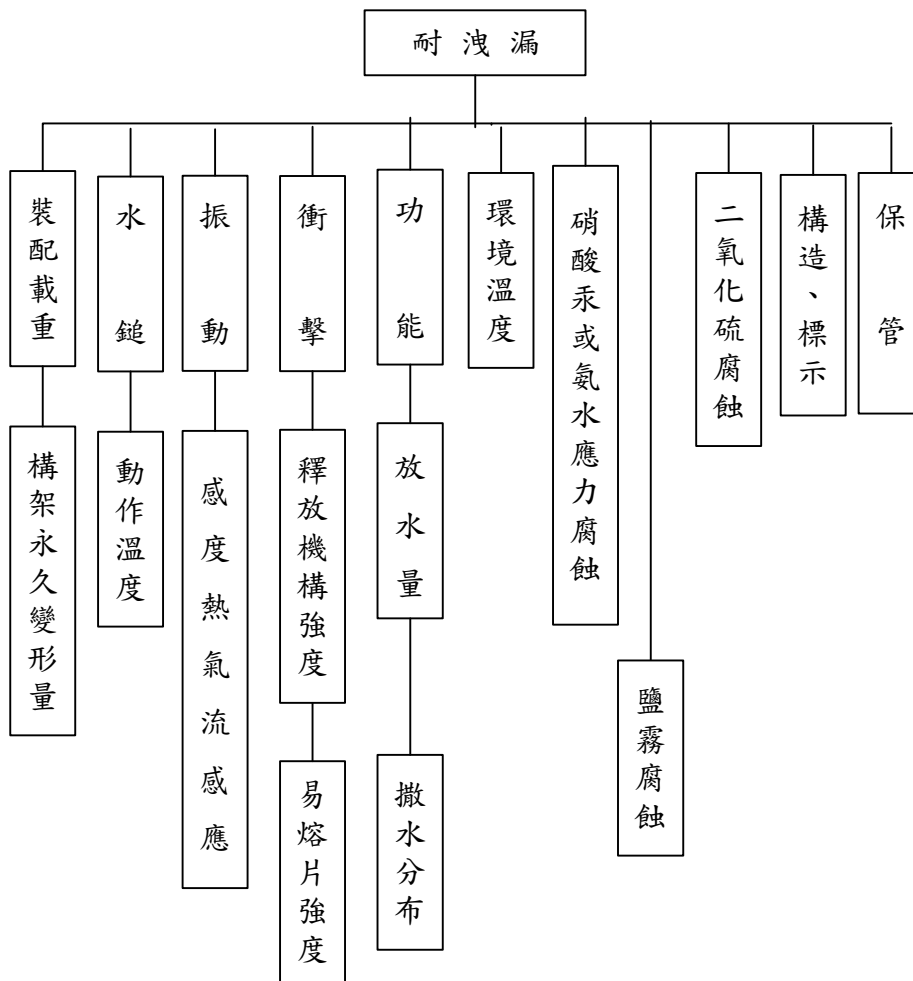 耐洩漏
裝配載重
水鎚
振動
衝擊
功能
環境溫度
硝酸汞或氨水應力腐蝕
二氧化硫腐蝕
構造、標示
保管
構架永久變形量
動作溫度
感度熱氣流感應
釋放機構強度
放水量
鹽霧腐蝕
易熔片強度
撒水分布